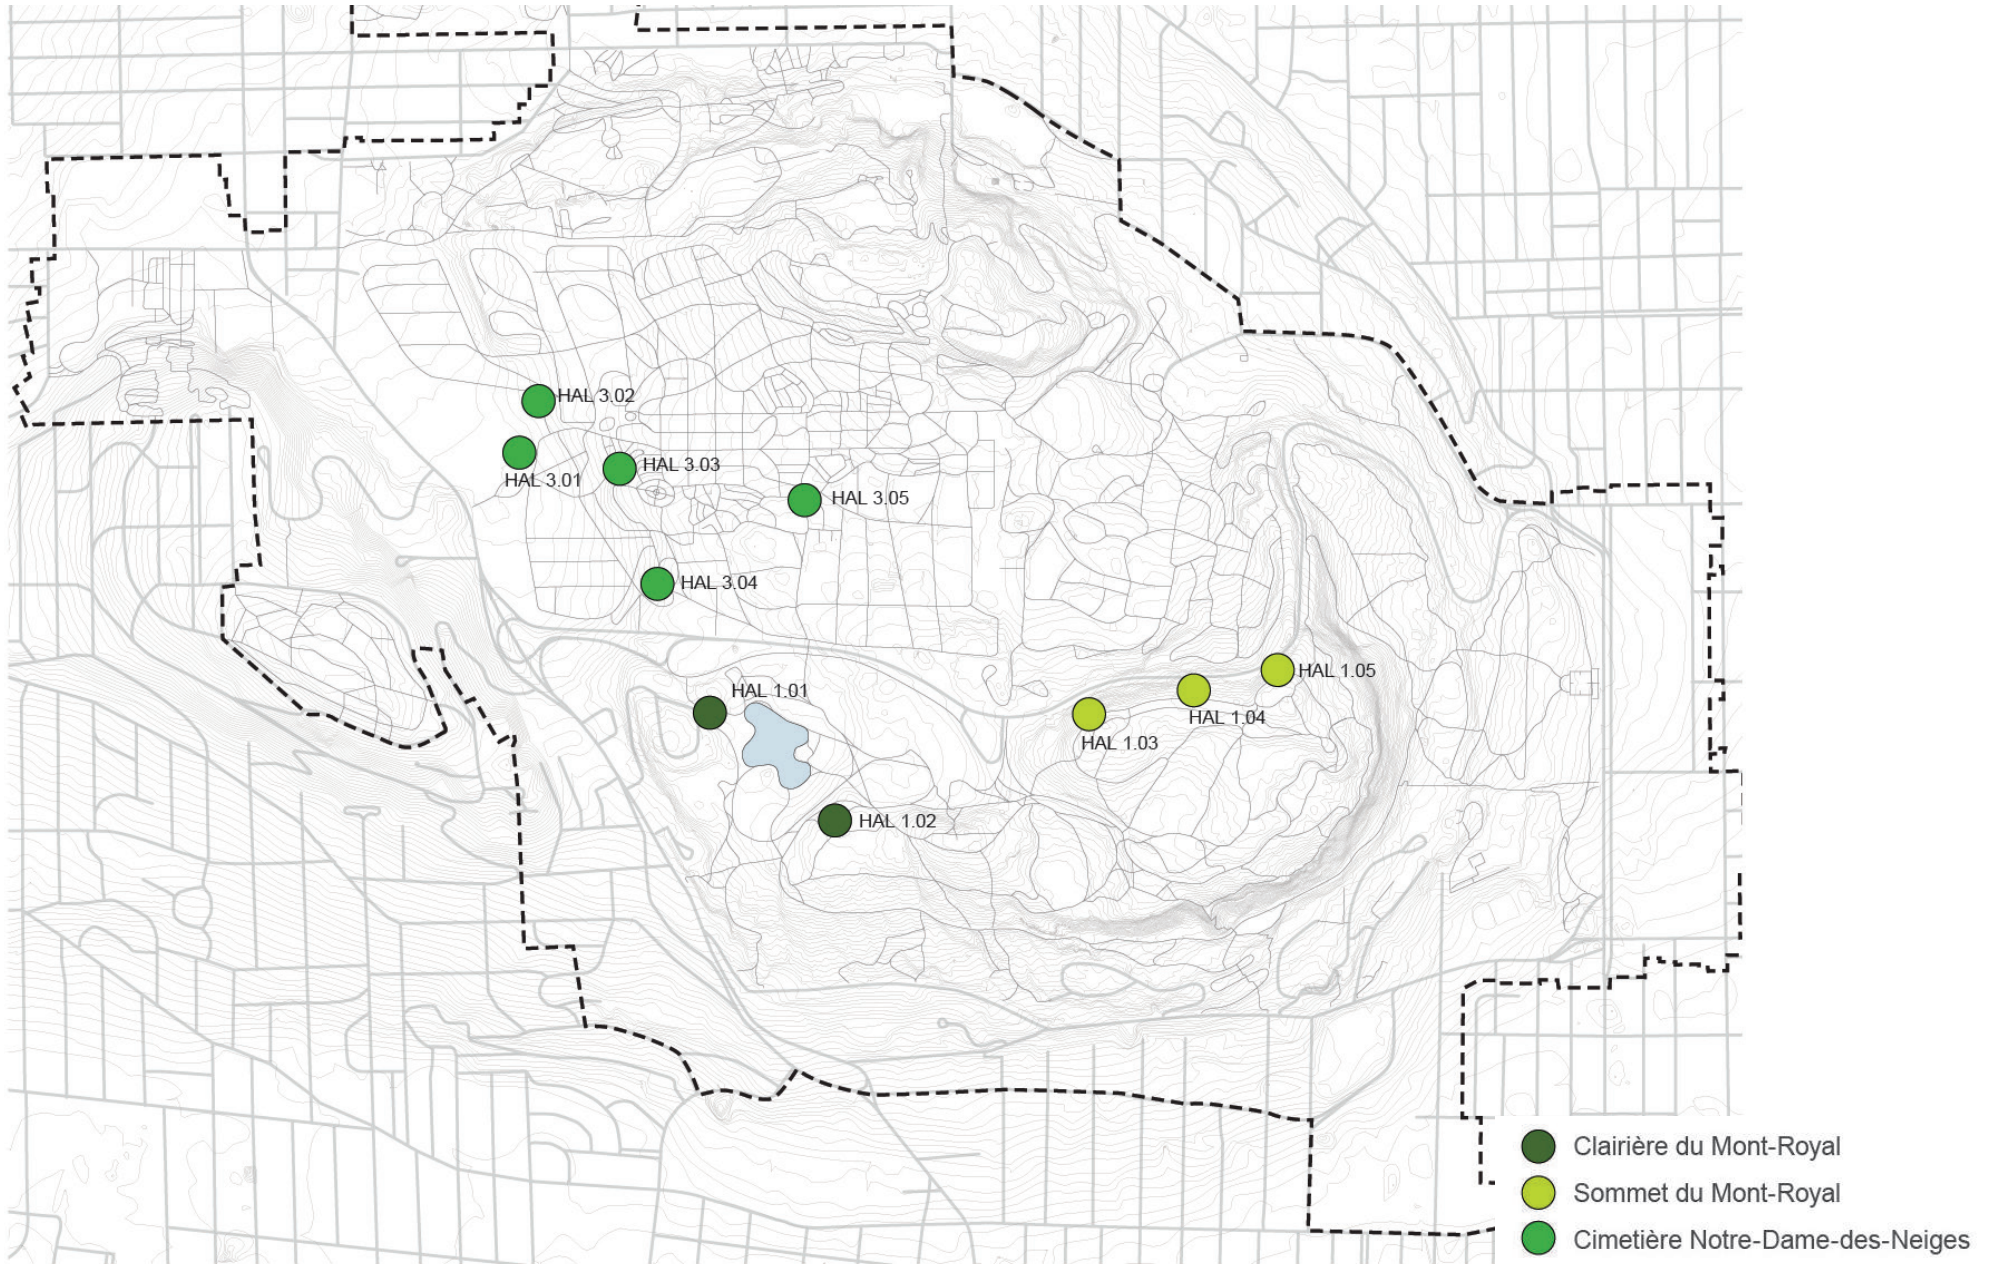 HAL 3.02
HAL 3.03
HAL 3.01
HAL 3.05
HAL 3.04
HAL 1.05
HAL 1.01
HAL 1.04
HAL 1.03
HAL 1.02
Clairière du Mont-Royal
Sommet du Mont-Royal
Cimetière Notre-Dame-des-Neiges